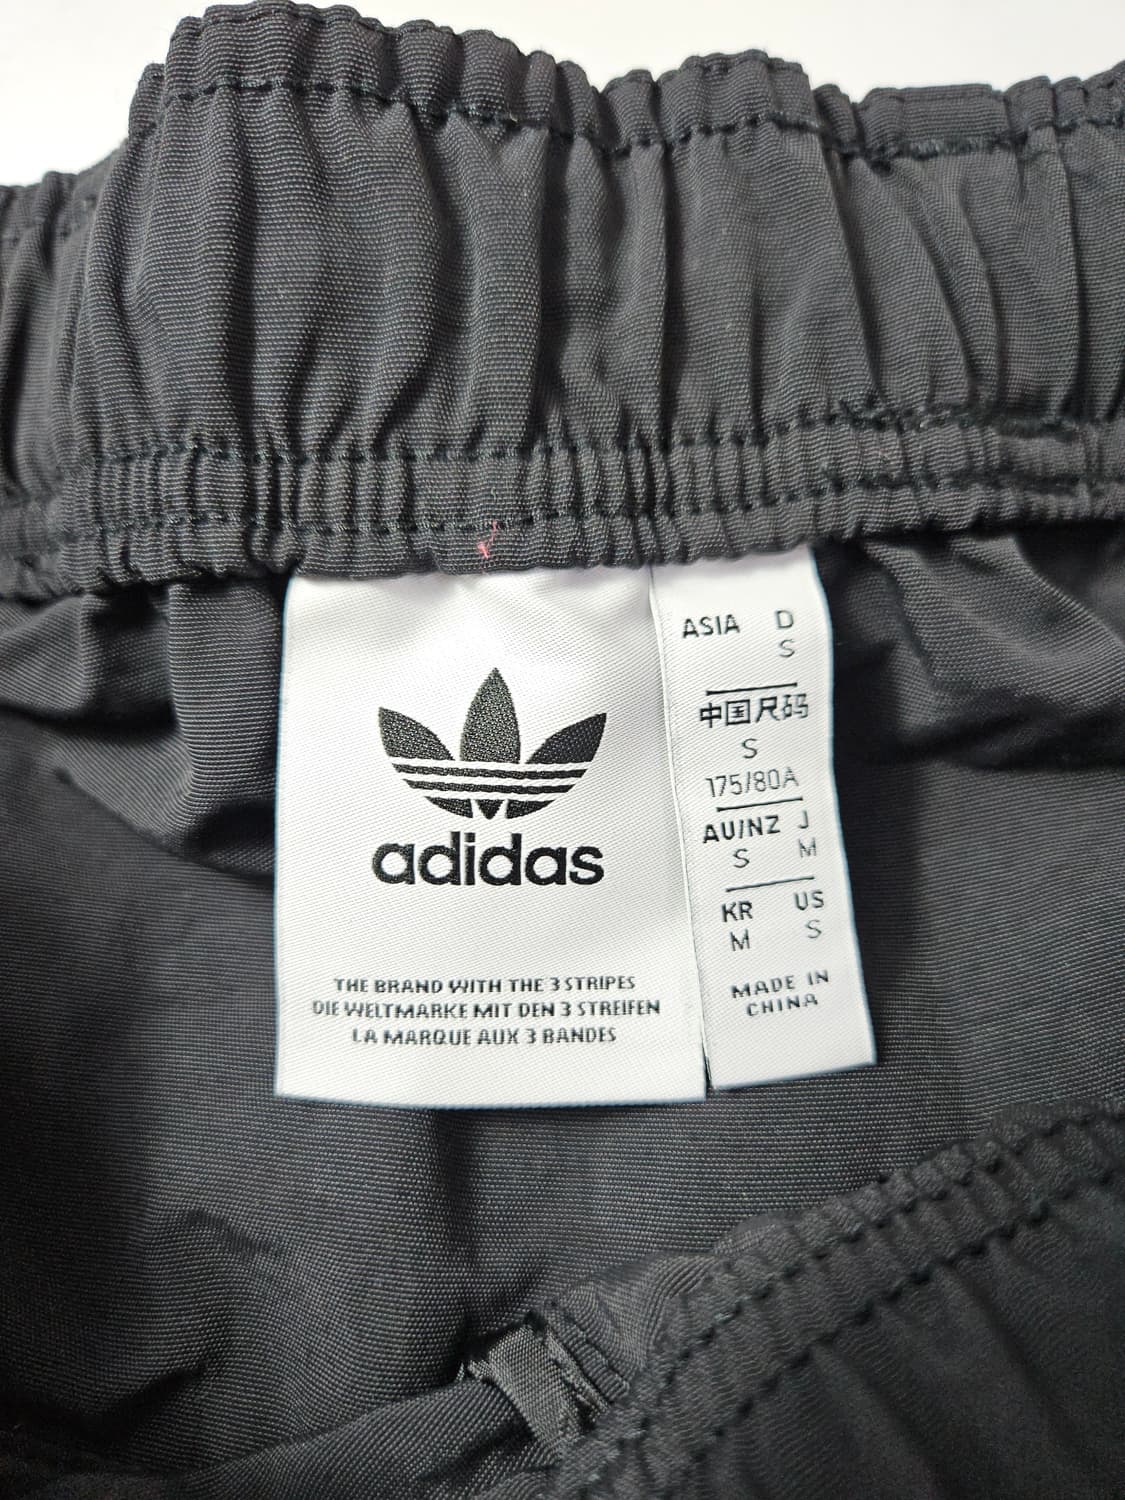 adidas
THE BRAND WITH THE 3 STRIPES
DIE WELTMARKE MIT DEN 3 STREIFEN
LA MARQUE AUX 3 BANDES
ASIA D
S
中国尺码
S
175/80A
AU/NZ J
S M
KR US
M S
MADE IN
CHINA